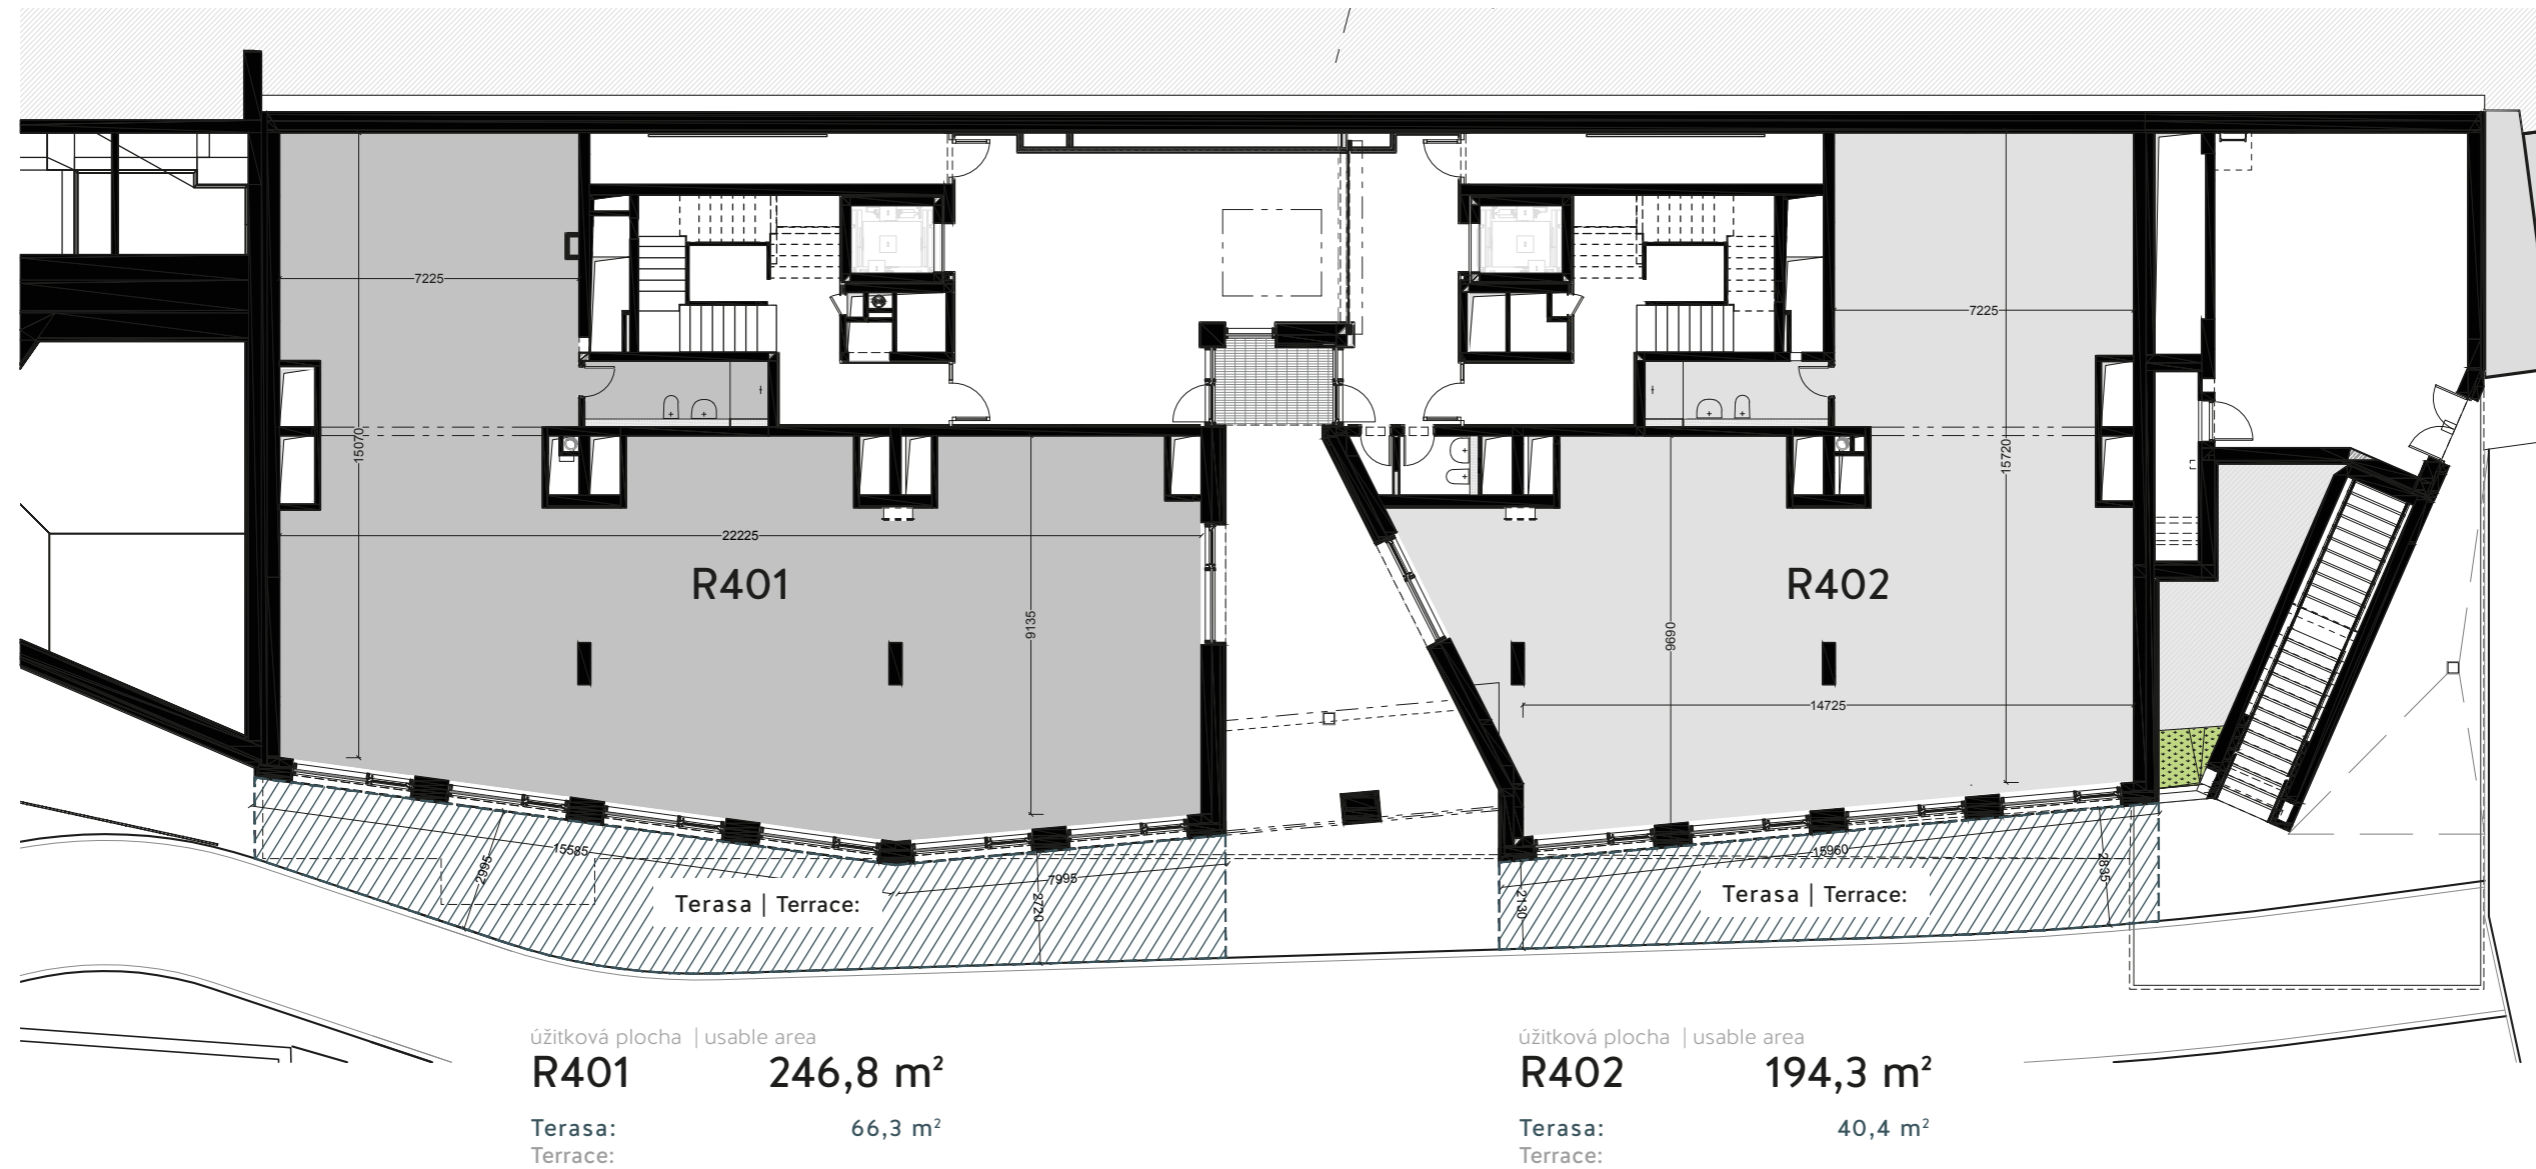 7225
7225
15070
15720
22225
R401
R402
9135
9690
14725
15585
2995
7995
2720
15960
2130
2835
Terasa | Terrace:
Terasa | Terrace:
úžitková plocha | usable area
R401 246,8 m²
Terasa: 66,3 m²
Terrace:
úžitková plocha | usable area
R402 194,3 m²
Terasa: 40,4 m²
Terrace: